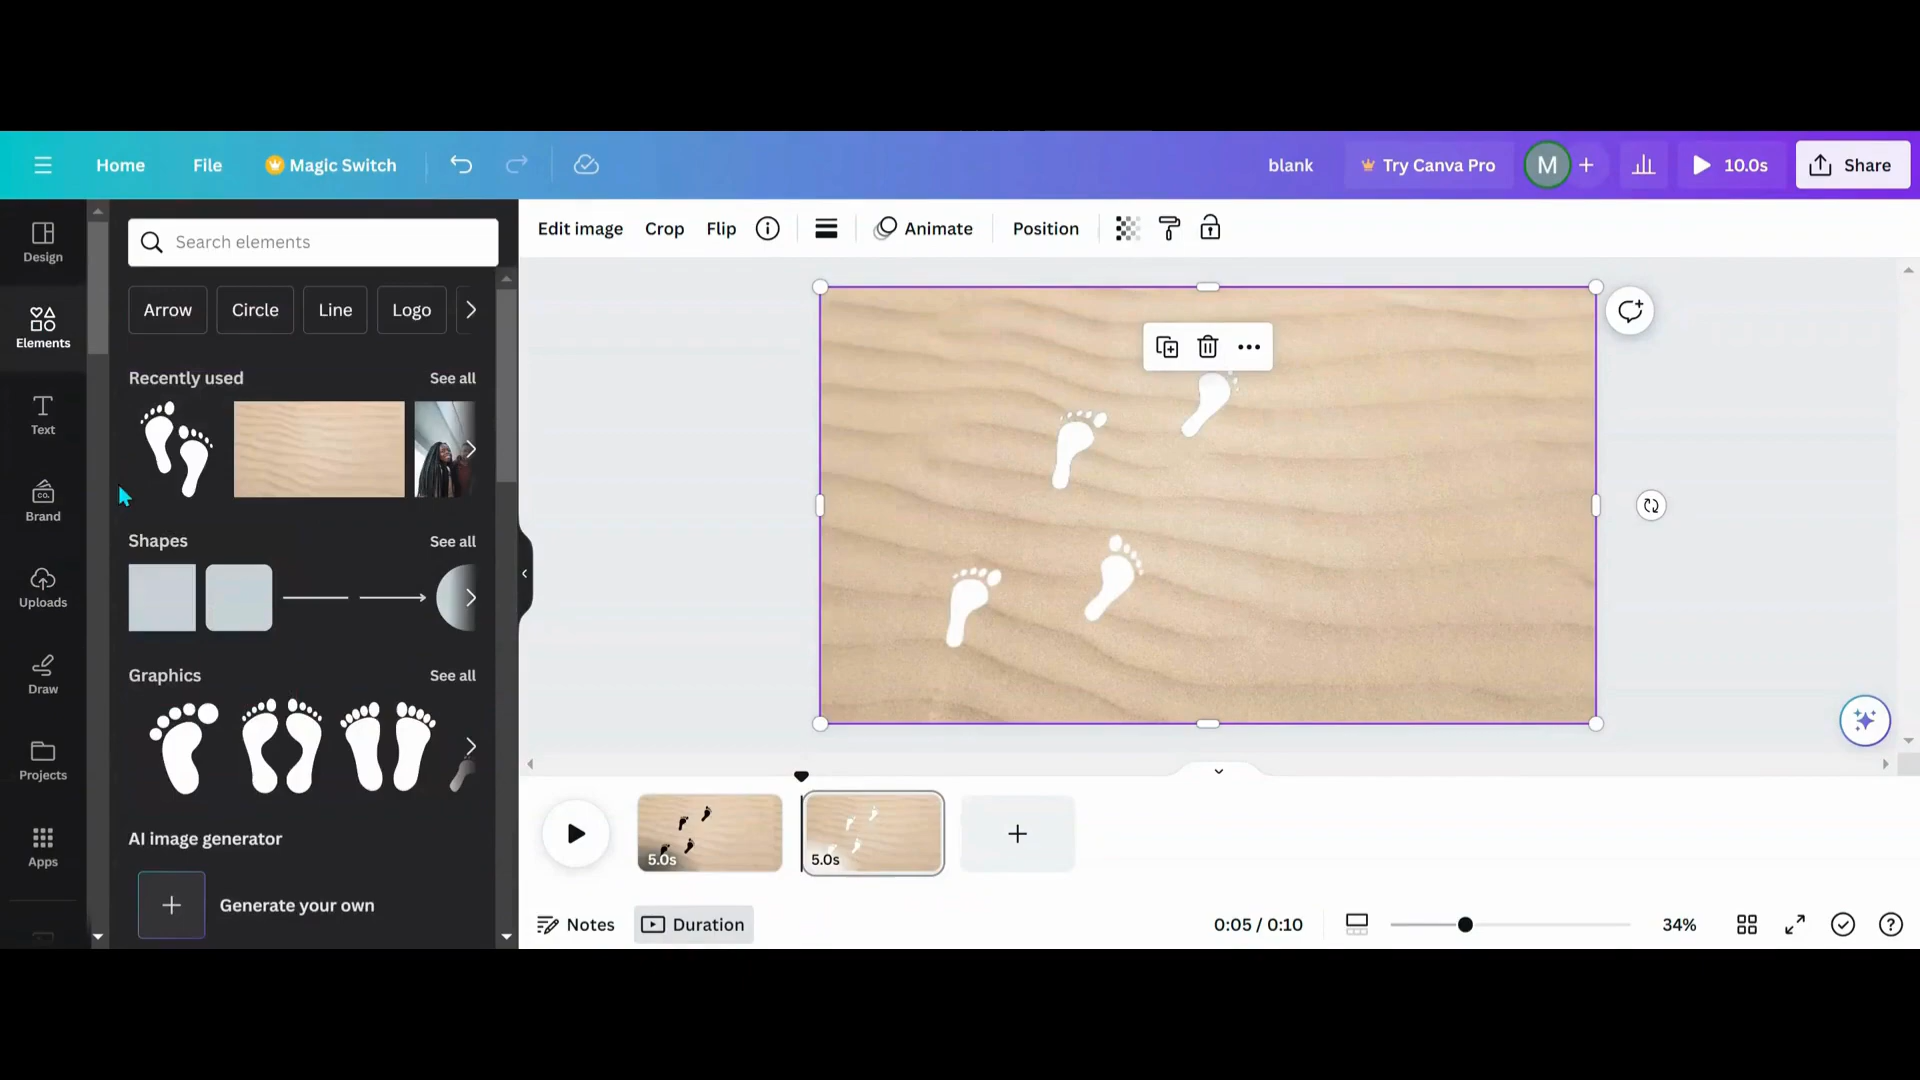 Home File Magic Switch blank Try Canva Pro M 10.0s Share
Design
Elements
Text
Brand
CO.
Uploads
Draw
Projects
Apps
Search elements
Arrow Circle Line Logo
Recently used See all
Shapes See all
Graphics See all
AI image generator
Generate your own
Edit image Crop Flip Animate Position
5.0s 5.0s
Notes Duration 0:05 / 0:10 34%